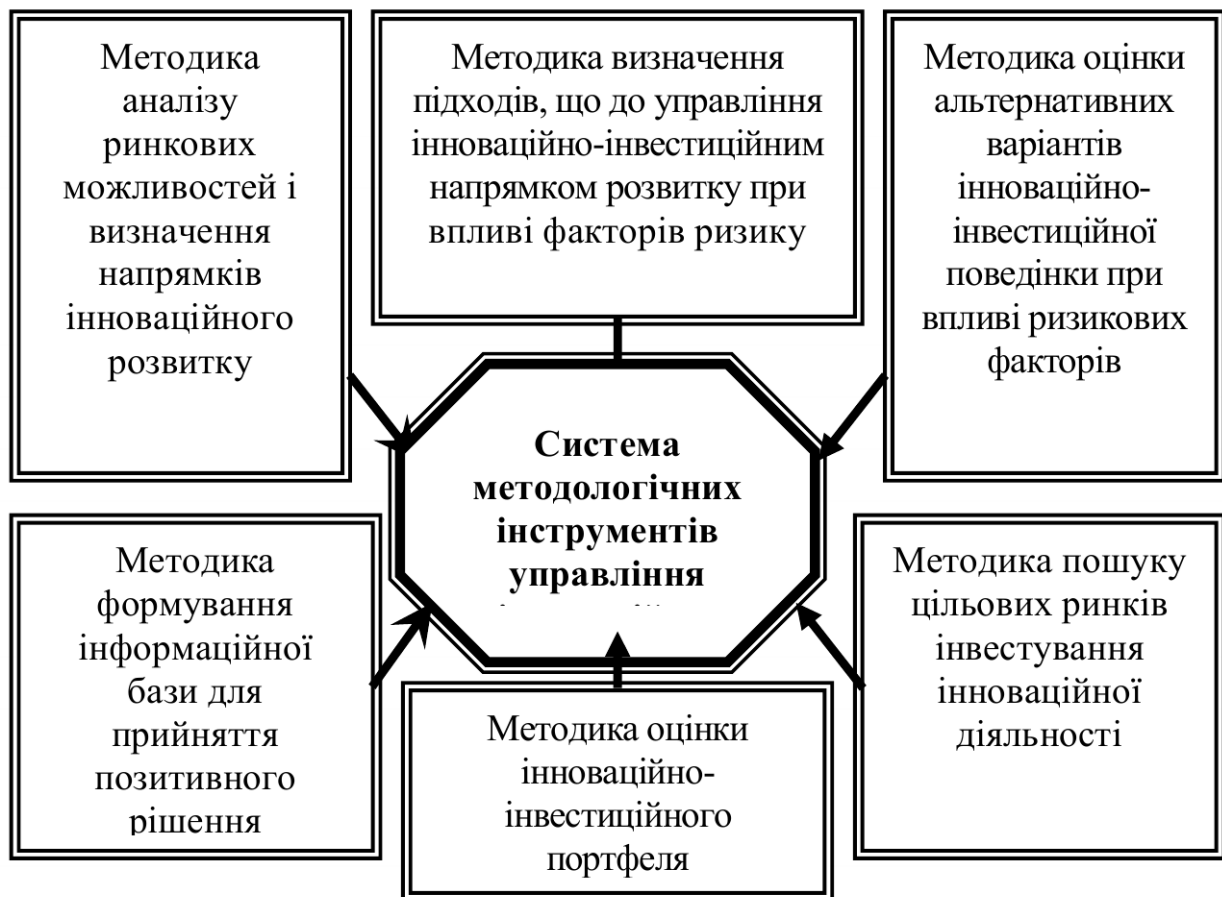 Методика
аналізу
ринкових
можливостей і
визначення
напрямків
інноваційного
розвитку
Методика визначення
підходів, що до управління
інноваційно-інвестиційним
напрямком розвитку при
впливі факторів ризику
Методика оцінки
альтернативних
варіантів
інноваційно-
інвестиційної
поведінки при
впливі ризикових
факторів
Система
методологічних
інструментів
управління
Методика
формування
інформаційної
бази для
прийняття
позитивного
рішення
Методика оцінки
інноваційно-
інвестиційного
портфеля
Методика пошуку
цільових ринків
інвестування
інноваційної
діяльності